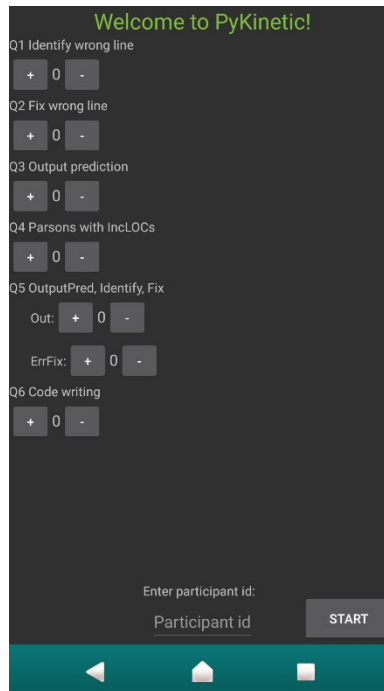 Welcome to PyKinetic!
Q1 Identify wrong line
+ 0 -
Q2 Fix wrong line
+ 0 -
Q3 Output prediction
+ 0 -
Q4 Parsons with IncLOCs
+ 0 -
Q5 OutputPred, Identify, Fix
Out: + 0 -
ErrFix: + 0 -
Q6 Code writing
+ 0 -
Enter participant id:
Participant id START